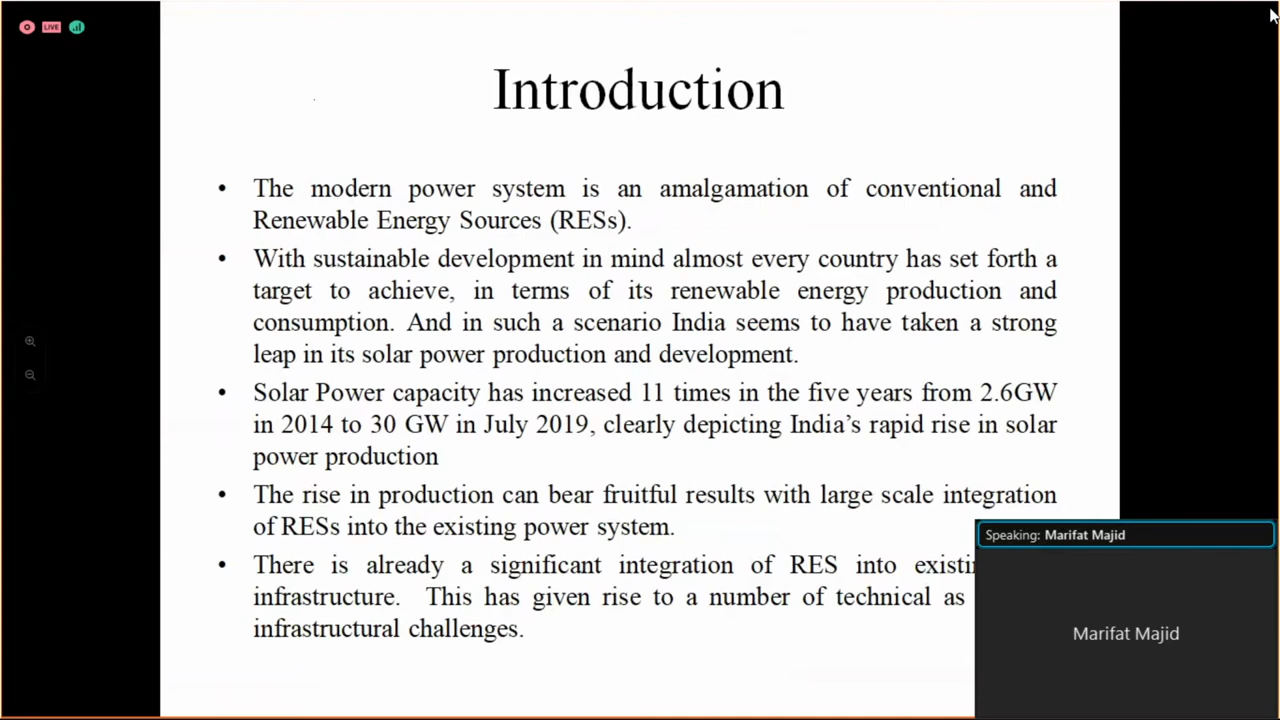 LIVE
Introduction
• The modern power system is an amalgamation of conventional and
Renewable Energy Sources (RESs).
• With sustainable development in mind almost every country has set forth a
target to achieve, in terms of its renewable energy production and
consumption. And in such a scenario India seems to have taken a strong
leap in its solar power production and development.
• Solar Power capacity has increased 11 times in the five years from 2.6GW
in 2014 to 30 GW in July 2019, clearly depicting India's rapid rise in solar
power production
• The rise in production can bear fruitful results with large scale integration
of RESs into the existing power system.
• There is already a significant integration of RES into
infrastructure. This has given rise to a number of technical as
infrastructural challenges.
Speaking: Marifat Majid
Marifat Majid